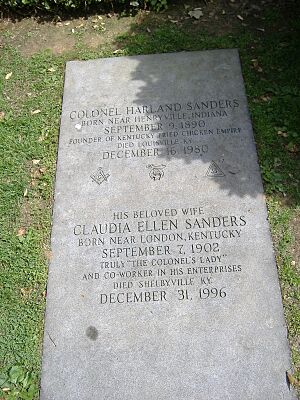 COLONEL HARLAND SANDERS
BORN NEAR HENRYVILLE, INDIANA
SEPTEMBER 9, 1890
FOUNDER OF KENTUCKY FRIED CHICKEN EMPIRE
DIED LOUISVILLE KY.
DECEMBER 16, 1980
HIS BELOVED WIFE
CLAUDIA ELLEN SANDERS
BORN NEAR LONDON, KENTUCKY
SEPTEMBER 7, 1902
TRULY "THE COLONEL'S LADY"
AND CO-WORKER IN HIS ENTERPRISES
DIED SHELBYVILLE KY.
DECEMBER 31, 1996